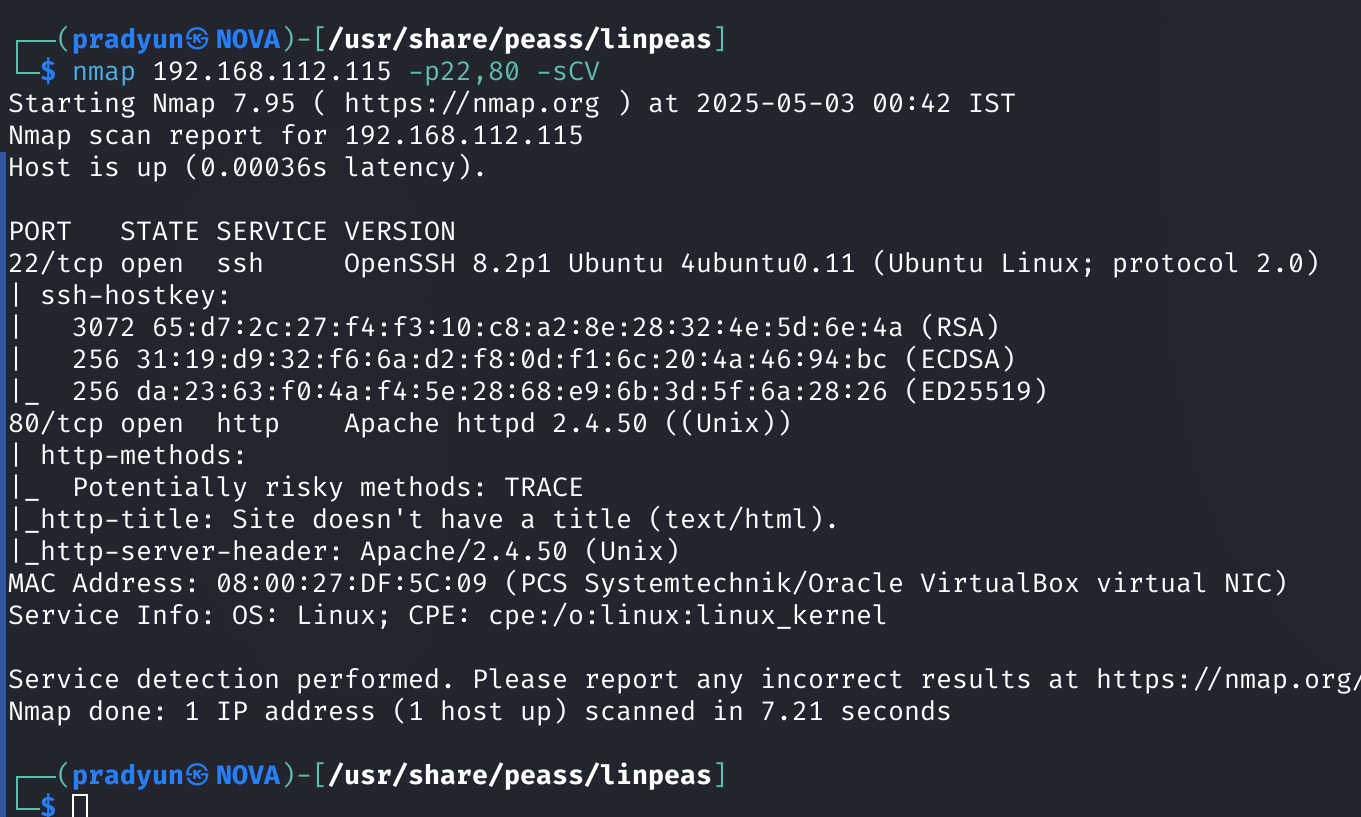 ┌──(pradyun㉿NOVA)-[/usr/share/peass/linpeas]
└─$ nmap 192.168.112.115 -p22,80 -sCV
Starting Nmap 7.95 ( https://nmap.org ) at 2025-05-03 00:42 IST
Nmap scan report for 192.168.112.115
Host is up (0.00036s latency).
PORT   STATE SERVICE VERSION
22/tcp open  ssh     OpenSSH 8.2p1 Ubuntu 4ubuntu0.11 (Ubuntu Linux; protocol 2.0)
| ssh-hostkey:
|   3072 65:d7:2c:27:f4:f3:10:c8:a2:8e:28:32:4e:5d:6e:4a (RSA)
|   256 31:19:d9:32:f6:6a:d2:f8:0d:f1:6c:20:4a:46:94:bc (ECDSA)
|_  256 da:23:63:f0:4a:f4:5e:28:68:e9:6b:3d:5f:6a:28:26 (ED25519)
80/tcp open  http    Apache httpd 2.4.50 ((Unix))
| http-methods:
|_  Potentially risky methods: TRACE
|_http-title: Site doesn't have a title (text/html).
|_http-server-header: Apache/2.4.50 (Unix)
MAC Address: 08:00:27:DF:5C:09 (PCS Systemtechnik/Oracle VirtualBox virtual NIC)
Service Info: OS: Linux; CPE: cpe:/o:linux:linux_kernel
Service detection performed. Please report any incorrect results at https://nmap.org/
Nmap done: 1 IP address (1 host up) scanned in 7.21 seconds
┌──(pradyun㉿NOVA)-[/usr/share/peass/linpeas]
└─$